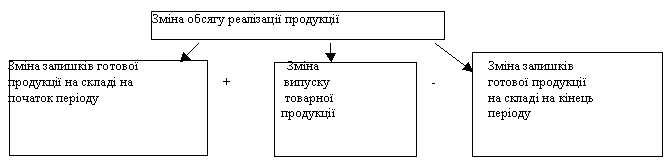 Зміна обсягу реалізації продукції
Зміна залишків готової
продукції на складі на
початок періоду
+
Зміна
випуску
товарної
продукції
-
Зміна залишків
готової продукції
на складі на кінець
періоду